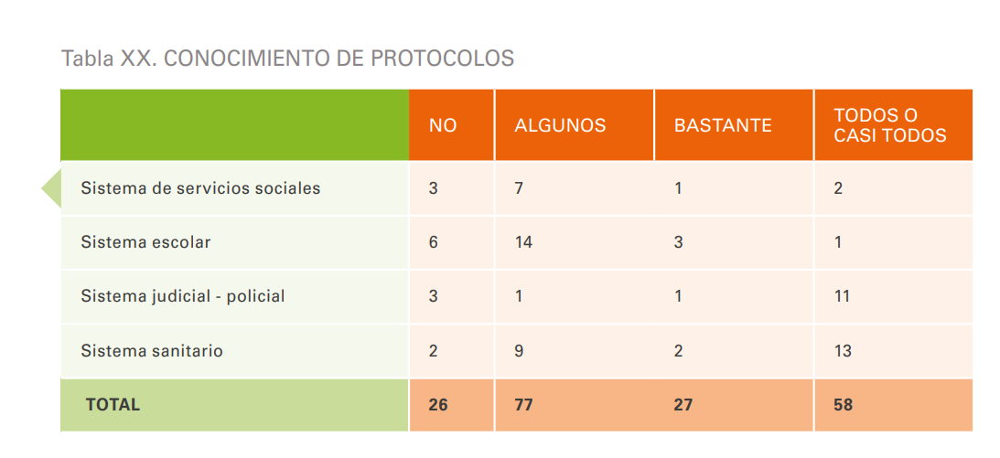 Tabla XX. CONOCIMIENTO DE PROTOCOLOS
NO ALGUNOS BASTANTE TODOS O
CASI TODOS
Sistema de servicios sociales 3 7 1 2
Sistema escolar 6 14 3 1
Sistema judicial - policial 3 1 1 11
Sistema sanitario 2 9 2 13
TOTAL 26 77 27 58